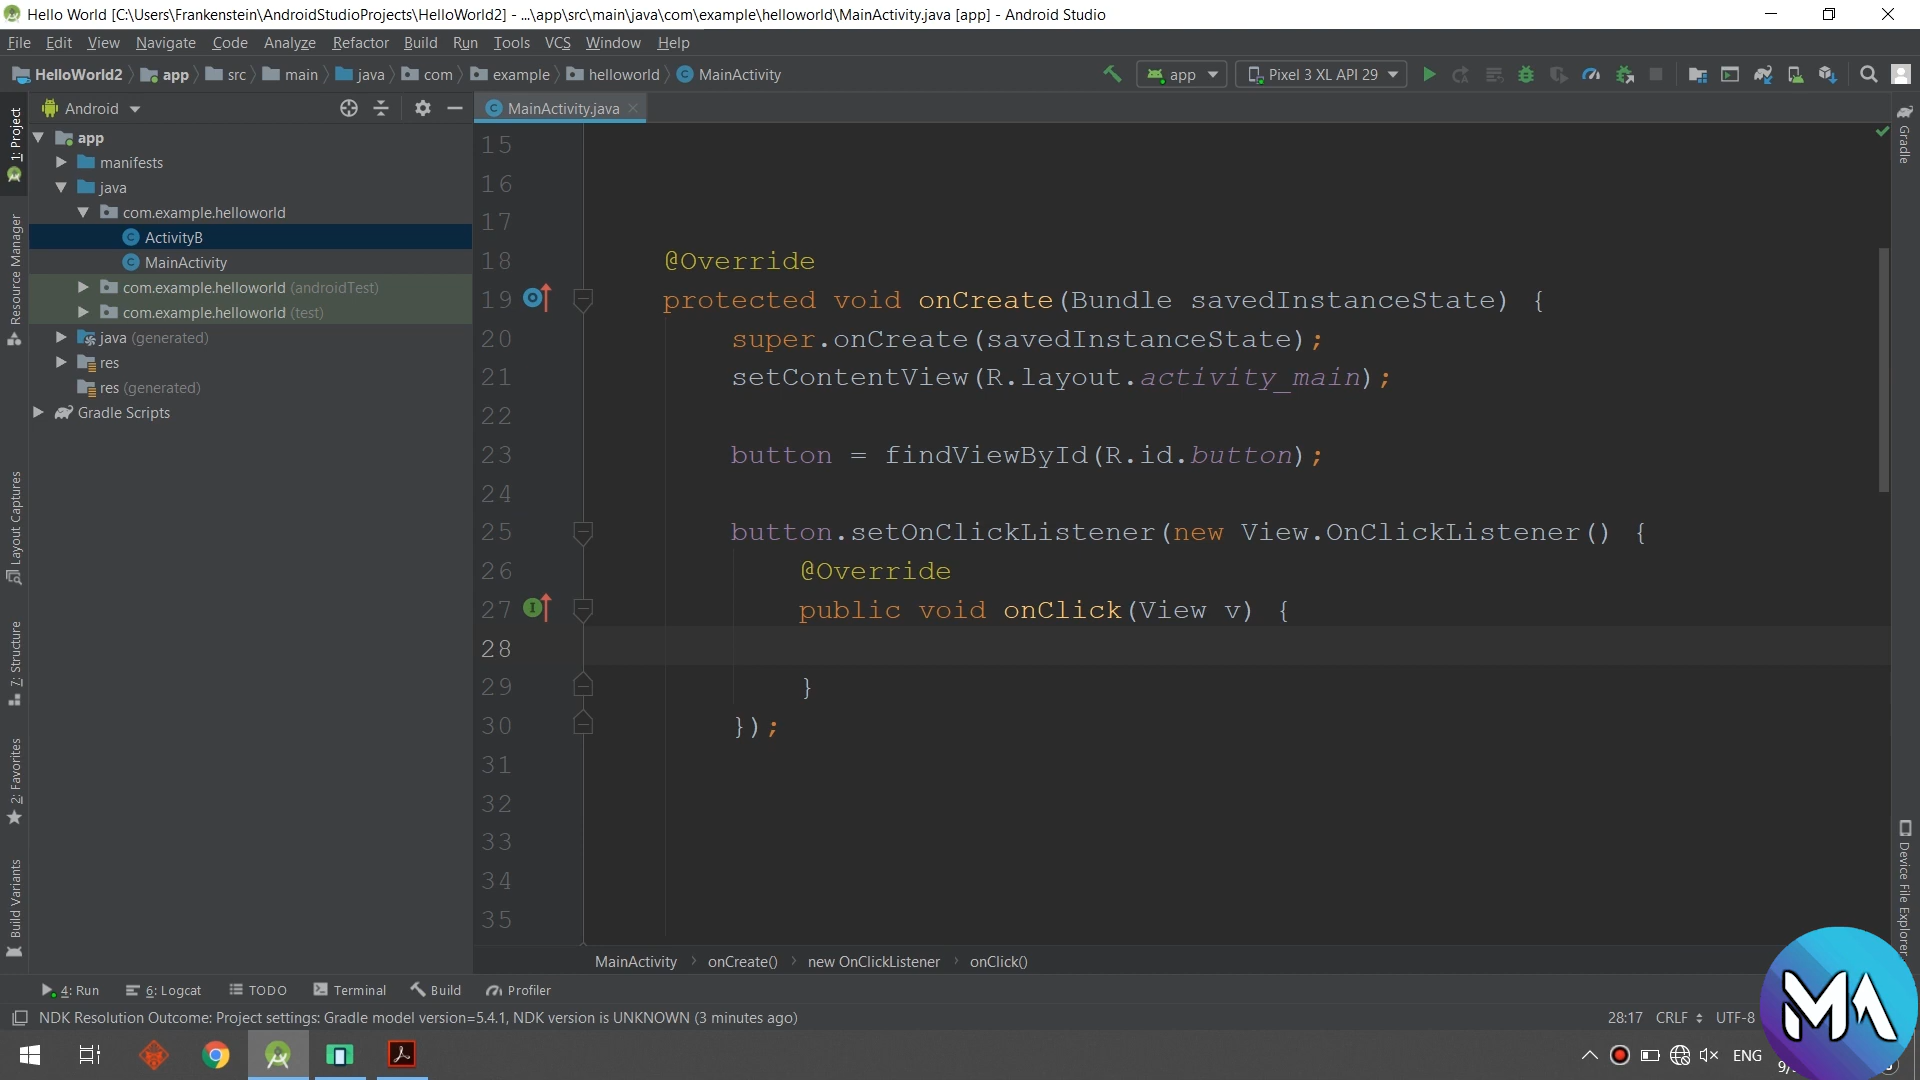 Hello World [C:\Users\Frankenstein\AndroidStudioProjects\HelloWorld2] - ...\app\src\main\java\com\example\helloworld\MainActivity.java [app] - Android Studio
File Edit View Navigate Code Analyze Refactor Build Run Tools VCS Window Help
HelloWorld2 app src main java com example helloworld MainActivity app Pixel 3 XL API 29
Android
MainActivity.java
1: Project
Resource Manager
Layout Captures
7: Structure
2: Favorites
Build Variants
app
manifests
java
com.example.helloworld
ActivityB
MainActivity
com.example.helloworld (androidTest)
com.example.helloworld (test)
java (generated)
res
res (generated)
Gradle Scripts
15
16
17
18 @Override
19 protected void onCreate(Bundle savedInstanceState) {
20 super.onCreate(savedInstanceState);
21 setContentView(R.layout.activity_main);
22
23 button = findViewById(R.id.button);
24
25 button.setOnClickListener(new View.OnClickListener() {
26 @Override
27 public void onClick(View v) {
28
29 }
30 });
31
32
33
34
35
Gradle
Device File Explorer
MainActivity onCreate() new OnClickListener onClick()
4: Run 6: Logcat TODO Terminal Build Profiler
NDK Resolution Outcome: Project settings: Gradle model version=5.4.1, NDK version is UNKNOWN (3 minutes ago)
28:17 CRLF UTF-8
ENG
MA